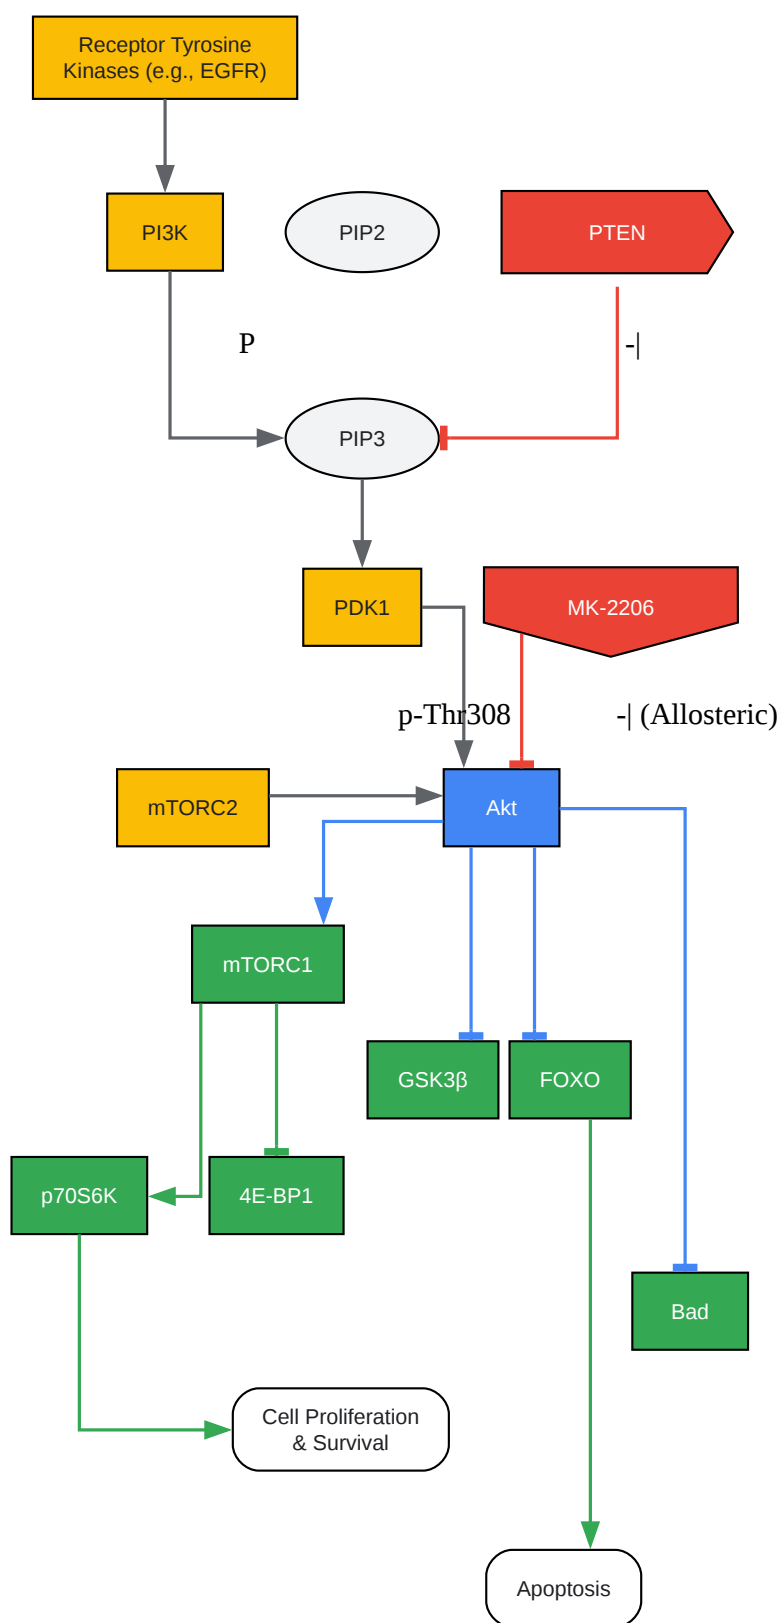 Receptor Tyrosine
Kinases (e.g., EGFR)
PI3K
PIP2
PTEN
P
-|
PIP3
PDK1
MK-2206
p-Thr308
-| (Allosteric)
mTORC2
Akt
mTORC1
GSK3β
FOXO
p70S6K
4E-BP1
Bad
Cell Proliferation
& Survival
Apoptosis